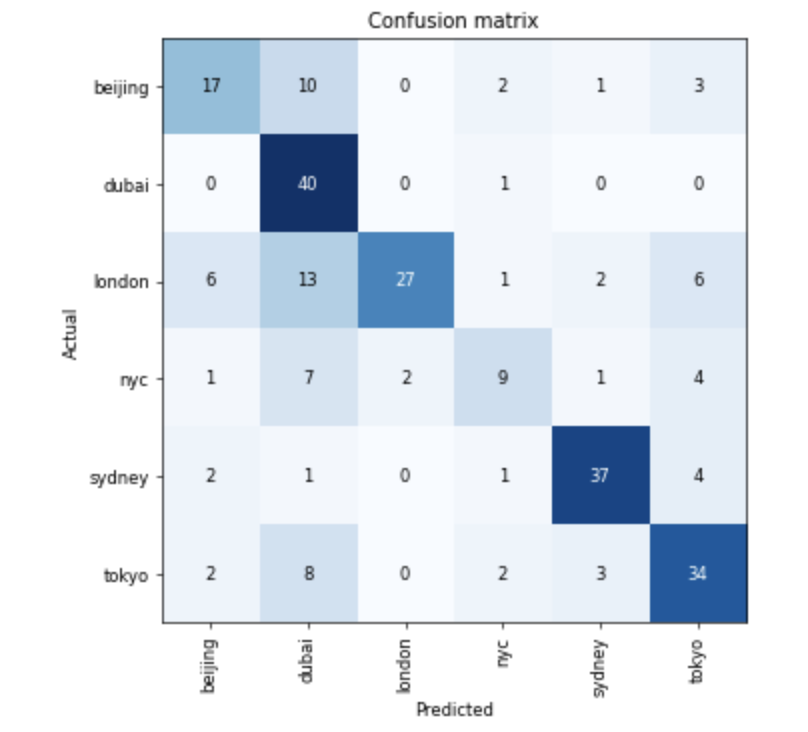 Confusion matrix
beijing 17 10 0 2 1 3
dubai 0 40 0 1 0 0
london 6 13 27 1 2 6
Actual
nyc 1 7 2 9 1 4
sydney 2 1 0 1 37 4
tokyo 2 8 0 2 3 34
beijing dubai london nyc sydney tokyo
Predicted